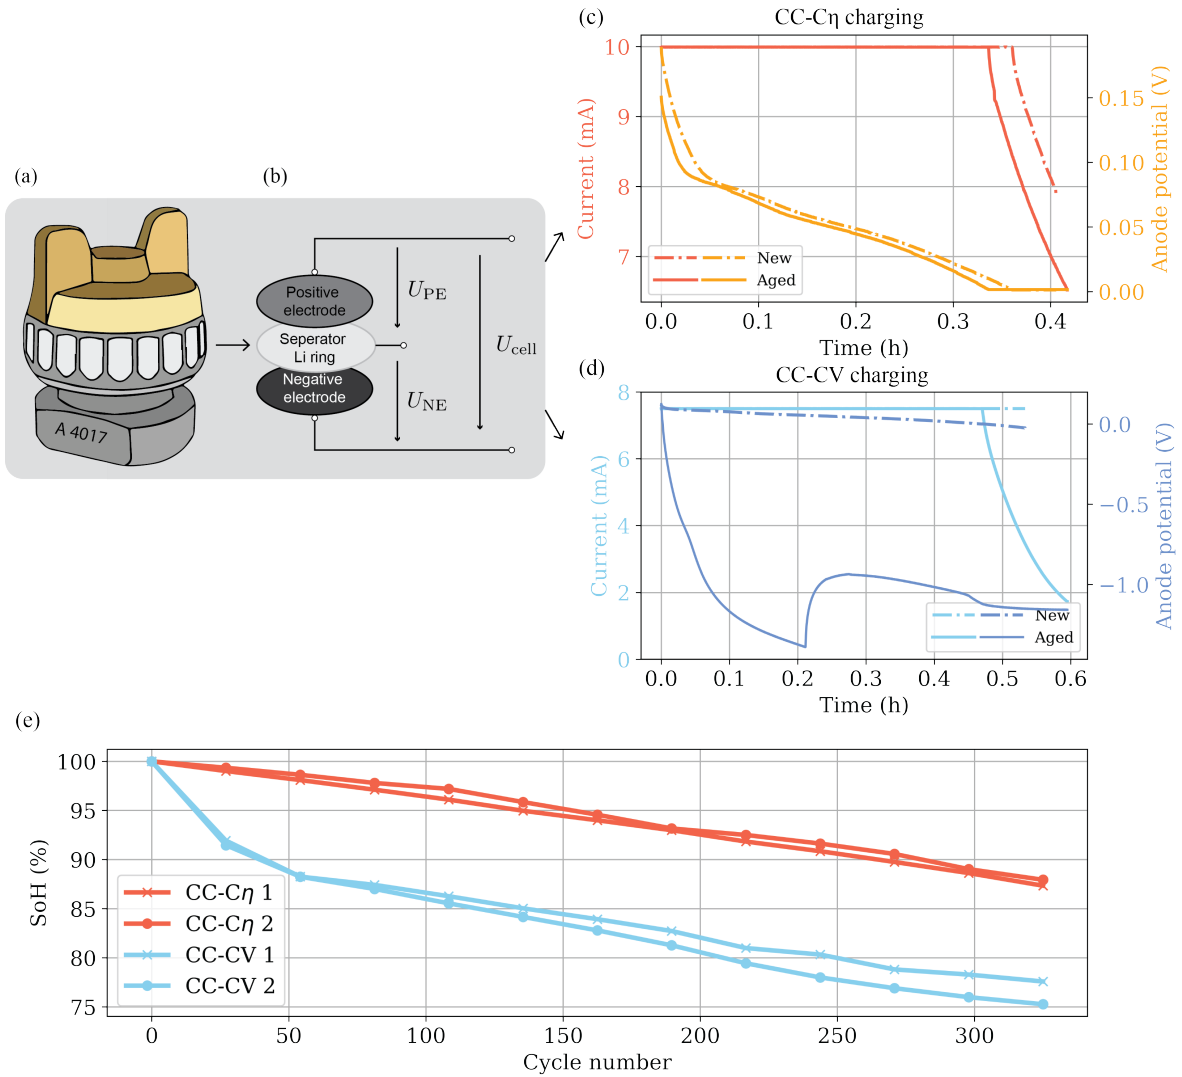 (a)
(b)
A 4017
Positive
electrode
Seperator
Li ring
Negative
electrode
U_PE
U_NE
U_cell
(c)
CC-Cη charging
10
9
8
7
Current (mA)
0.15
0.10
0.05
0.00
Anode potential (V)
New
Aged
0.0 0.1 0.2 0.3 0.4
Time (h)
(d)
CC-CV charging
8
6
4
2
0
Current (mA)
0.0
−0.5
−1.0
Anode potential (V)
New
Aged
0.0 0.1 0.2 0.3 0.4 0.5 0.6
Time (h)
(e)
100
95
90
85
80
75
SoH (%)
CC-Cη 1
CC-Cη 2
CC-CV 1
CC-CV 2
0 50 100 150 200 250 300
Cycle number